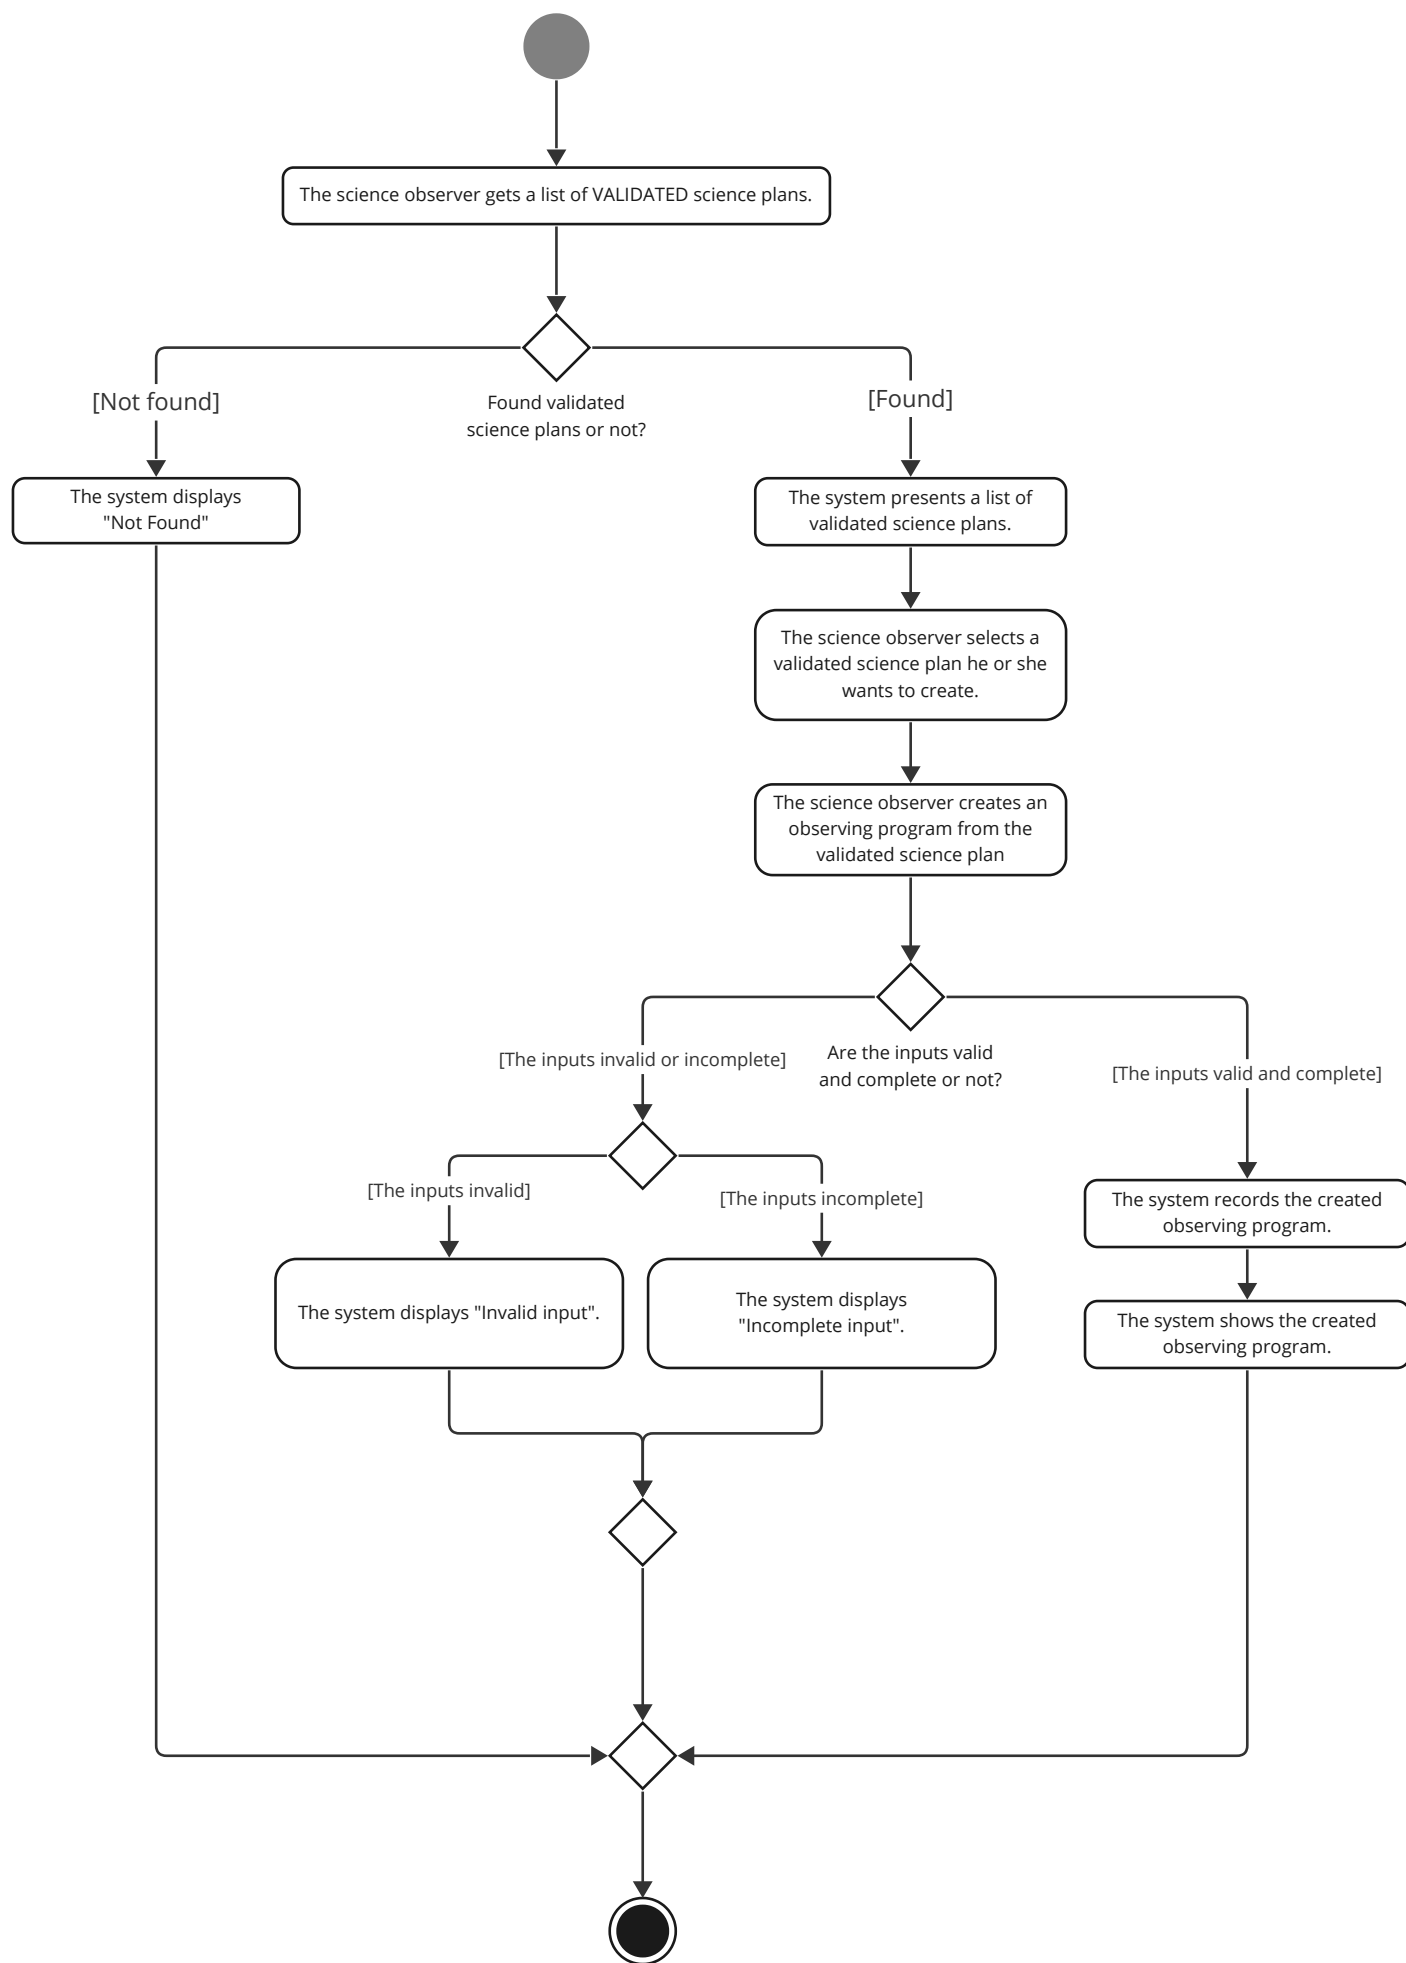 The science observer gets a list of VALIDATED science plans.
[Not found]
Found validated
science plans or not?
[Found]
The system displays
"Not Found"
The system presents a list of
validated science plans.
The science observer selects a
validated science plan he or she
wants to create.
The science observer creates an
observing program from the
validated science plan
[The inputs invalid or incomplete]
Are the inputs valid
and complete or not?
[The inputs valid and complete]
[The inputs invalid]
[The inputs incomplete]
The system records the created
observing program.
The system displays "Invalid input".
The system displays
"Incomplete input".
The system shows the created
observing program.